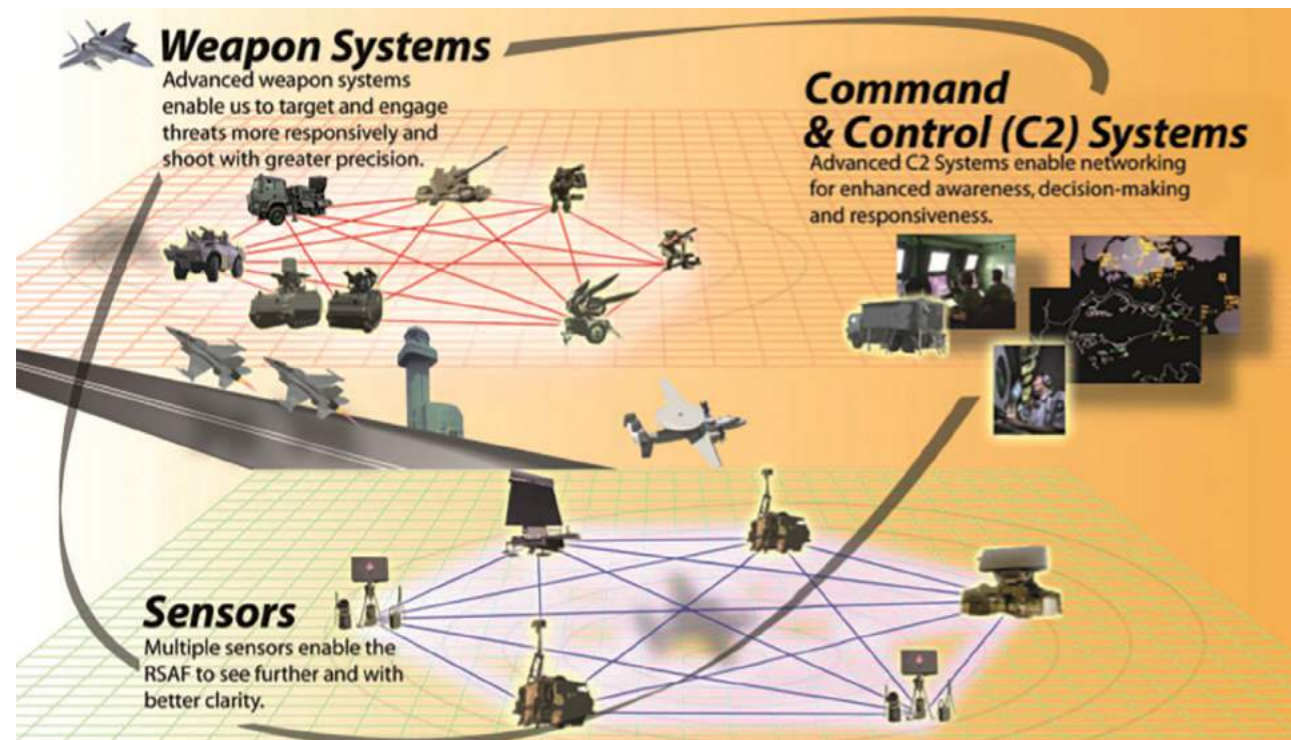 Weapon Systems
Advanced weapon systems
enable us to target and engage
threats more responsively and
shoot with greater precision.
Command
& Control (C2) Systems
Advanced C2 Systems enable networking
for enhanced awareness, decision-making
and responsiveness.
Sensors
Multiple sensors enable the
RSAF to see further and with
better clarity.